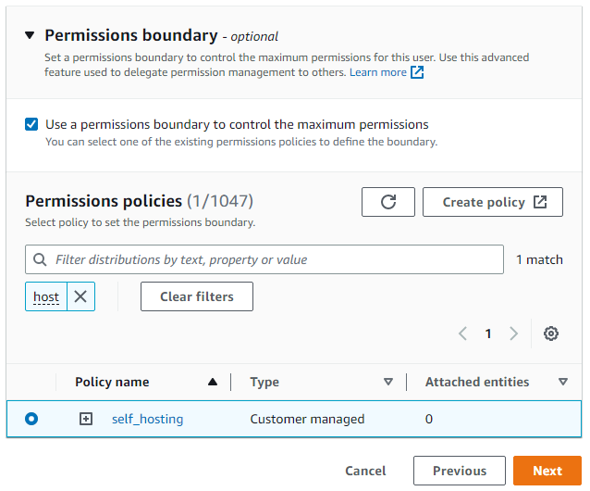 Permissions boundary - optional
Set a permissions boundary to control the maximum permissions for this user. Use this advanced
feature used to delegate permission management to others. Learn more
Use a permissions boundary to control the maximum permissions
You can select one of the existing permissions policies to define the boundary.
Permissions policies (1/1047)
Create policy
Select policy to set the permissions boundary.
Filter distributions by text, property or value
1 match
host
Clear filters
1
Policy name
Type
Attached entities
self_hosting
Customer managed
0
Cancel
Previous
Next